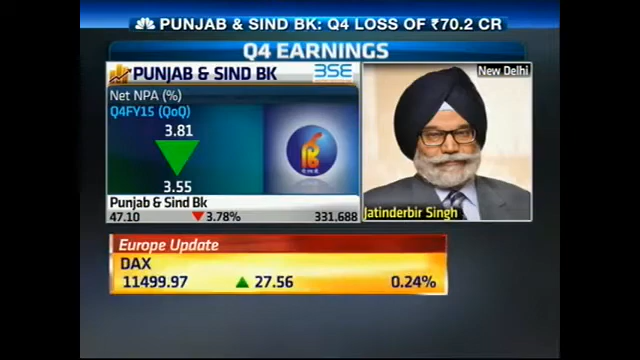 PUNJAB & SIND BK: Q4 LOSS OF ₹70.2 CR
Q4 EARNINGS
PUNJAB & SIND BK
BSE
New Delhi
Net NPA (%)
Q4FY15 (QoQ)
3.81
3.55
Punjab & Sind Bk
47.10 3.78% 331,688
Jatinderbir Singh
Europe Update
DAX
11499.97 27.56 0.24%